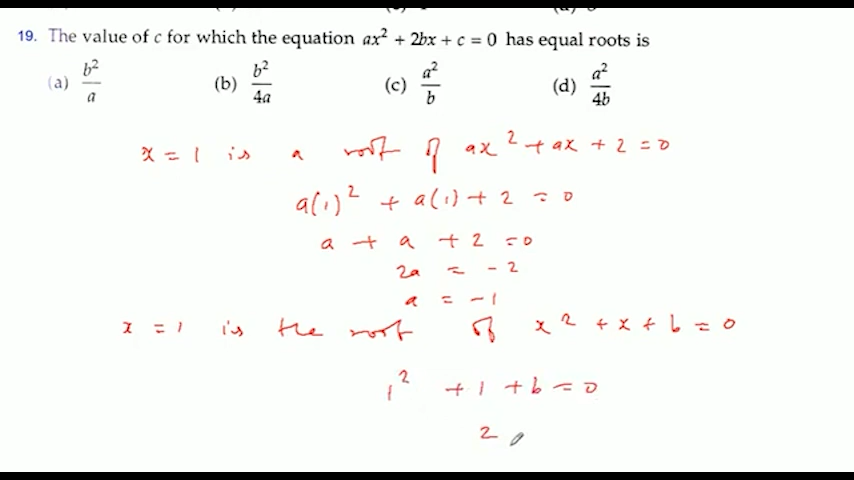 19. The value of c for which the equation ax² + 2bx + c = 0 has equal roots is
(a) b²/a (b) b²/4a (c) a²/b (d) a²/4b
x = 1 is a root of ax² + ax + 2 = 0
a(1)² + a(1) + 2 = 0
a + a + 2 = 0
2a = -2
a = -1
x = 1 is the root of x² + x + b = 0
1² + 1 + b = 0
2